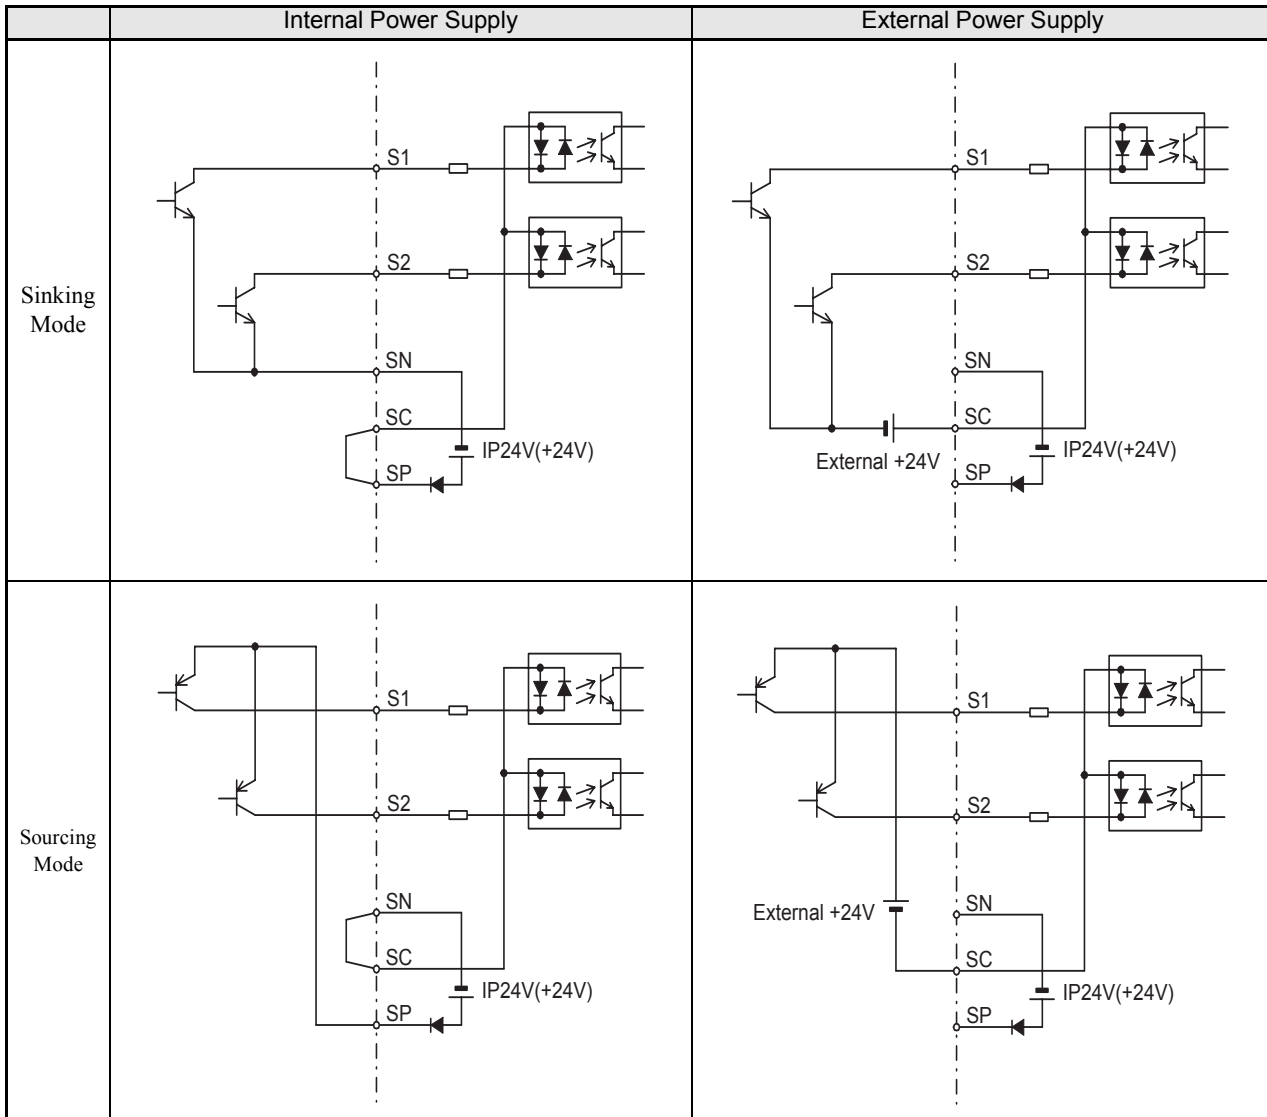 Internal Power Supply
External Power Supply
Sinking
Mode
S1
S2
SN
SC
IP24V(+24V)
SP
S1
S2
SN
SC
External +24V
IP24V(+24V)
SP
Sourcing
Mode
S1
S2
SN
SC
IP24V(+24V)
SP
S1
S2
External +24V
SN
SC
IP24V(+24V)
SP